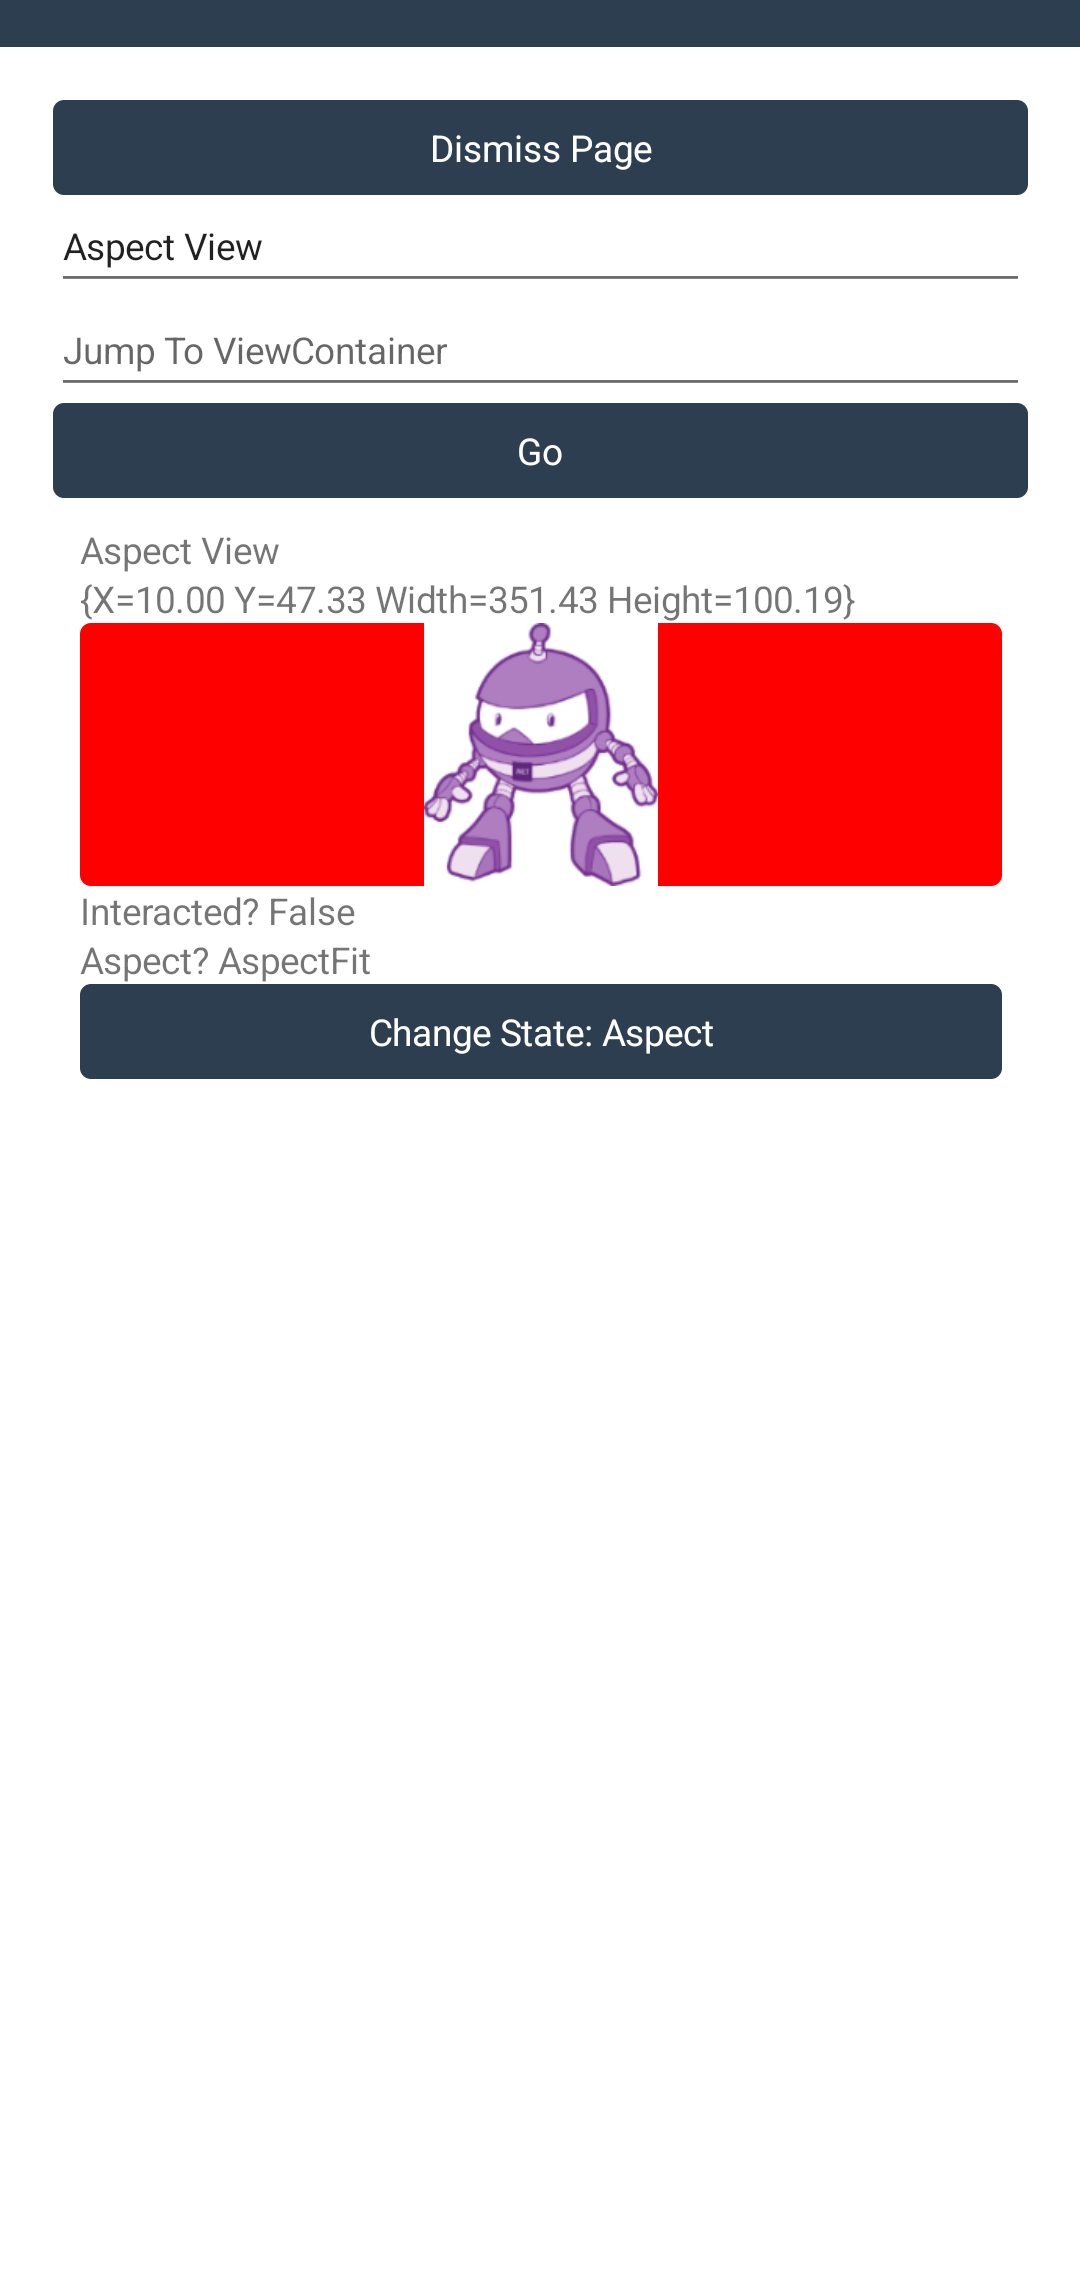 Dismiss Page
Aspect View
Jump To ViewContainer
Go
Aspect View
{X=10.00 Y=47.33 Width=351.43 Height=100.19}
.NET
Interacted? False
Aspect? AspectFit
Change State: Aspect